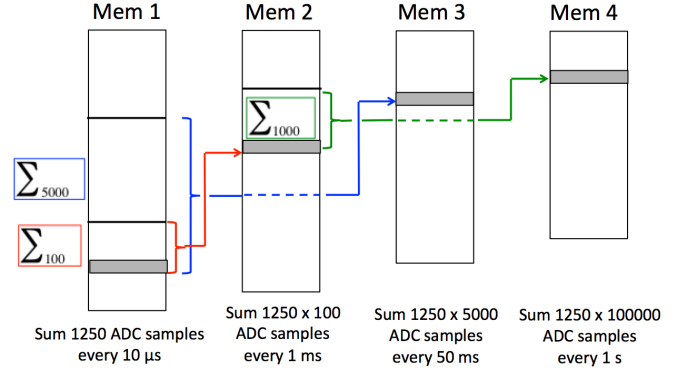 Mem 1
Mem 2
Mem 3
Mem 4
∑1000
∑5000
∑100
Sum 1250 ADC samples
every 10 µs
Sum 1250 x 100
ADC samples
every 1 ms
Sum 1250 x 5000
ADC samples
every 50 ms
Sum 1250 x 100000
ADC samples
every 1 s